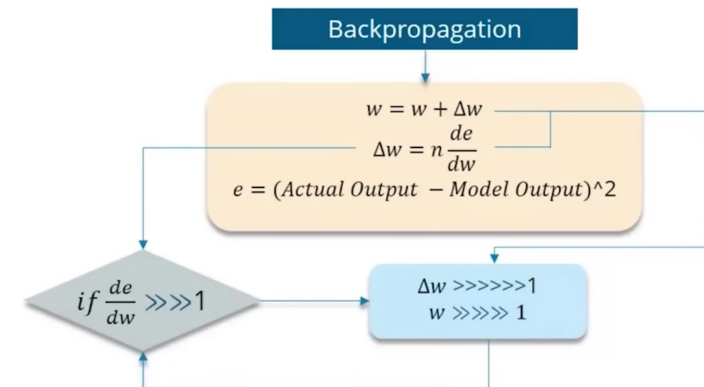 Backpropagation
w = w + Δw
Δw = n de/dw
e = (Actual Output − Model Output)^2
if de/dw ⋙1
Δw >>>>>>1
w ⋙> 1